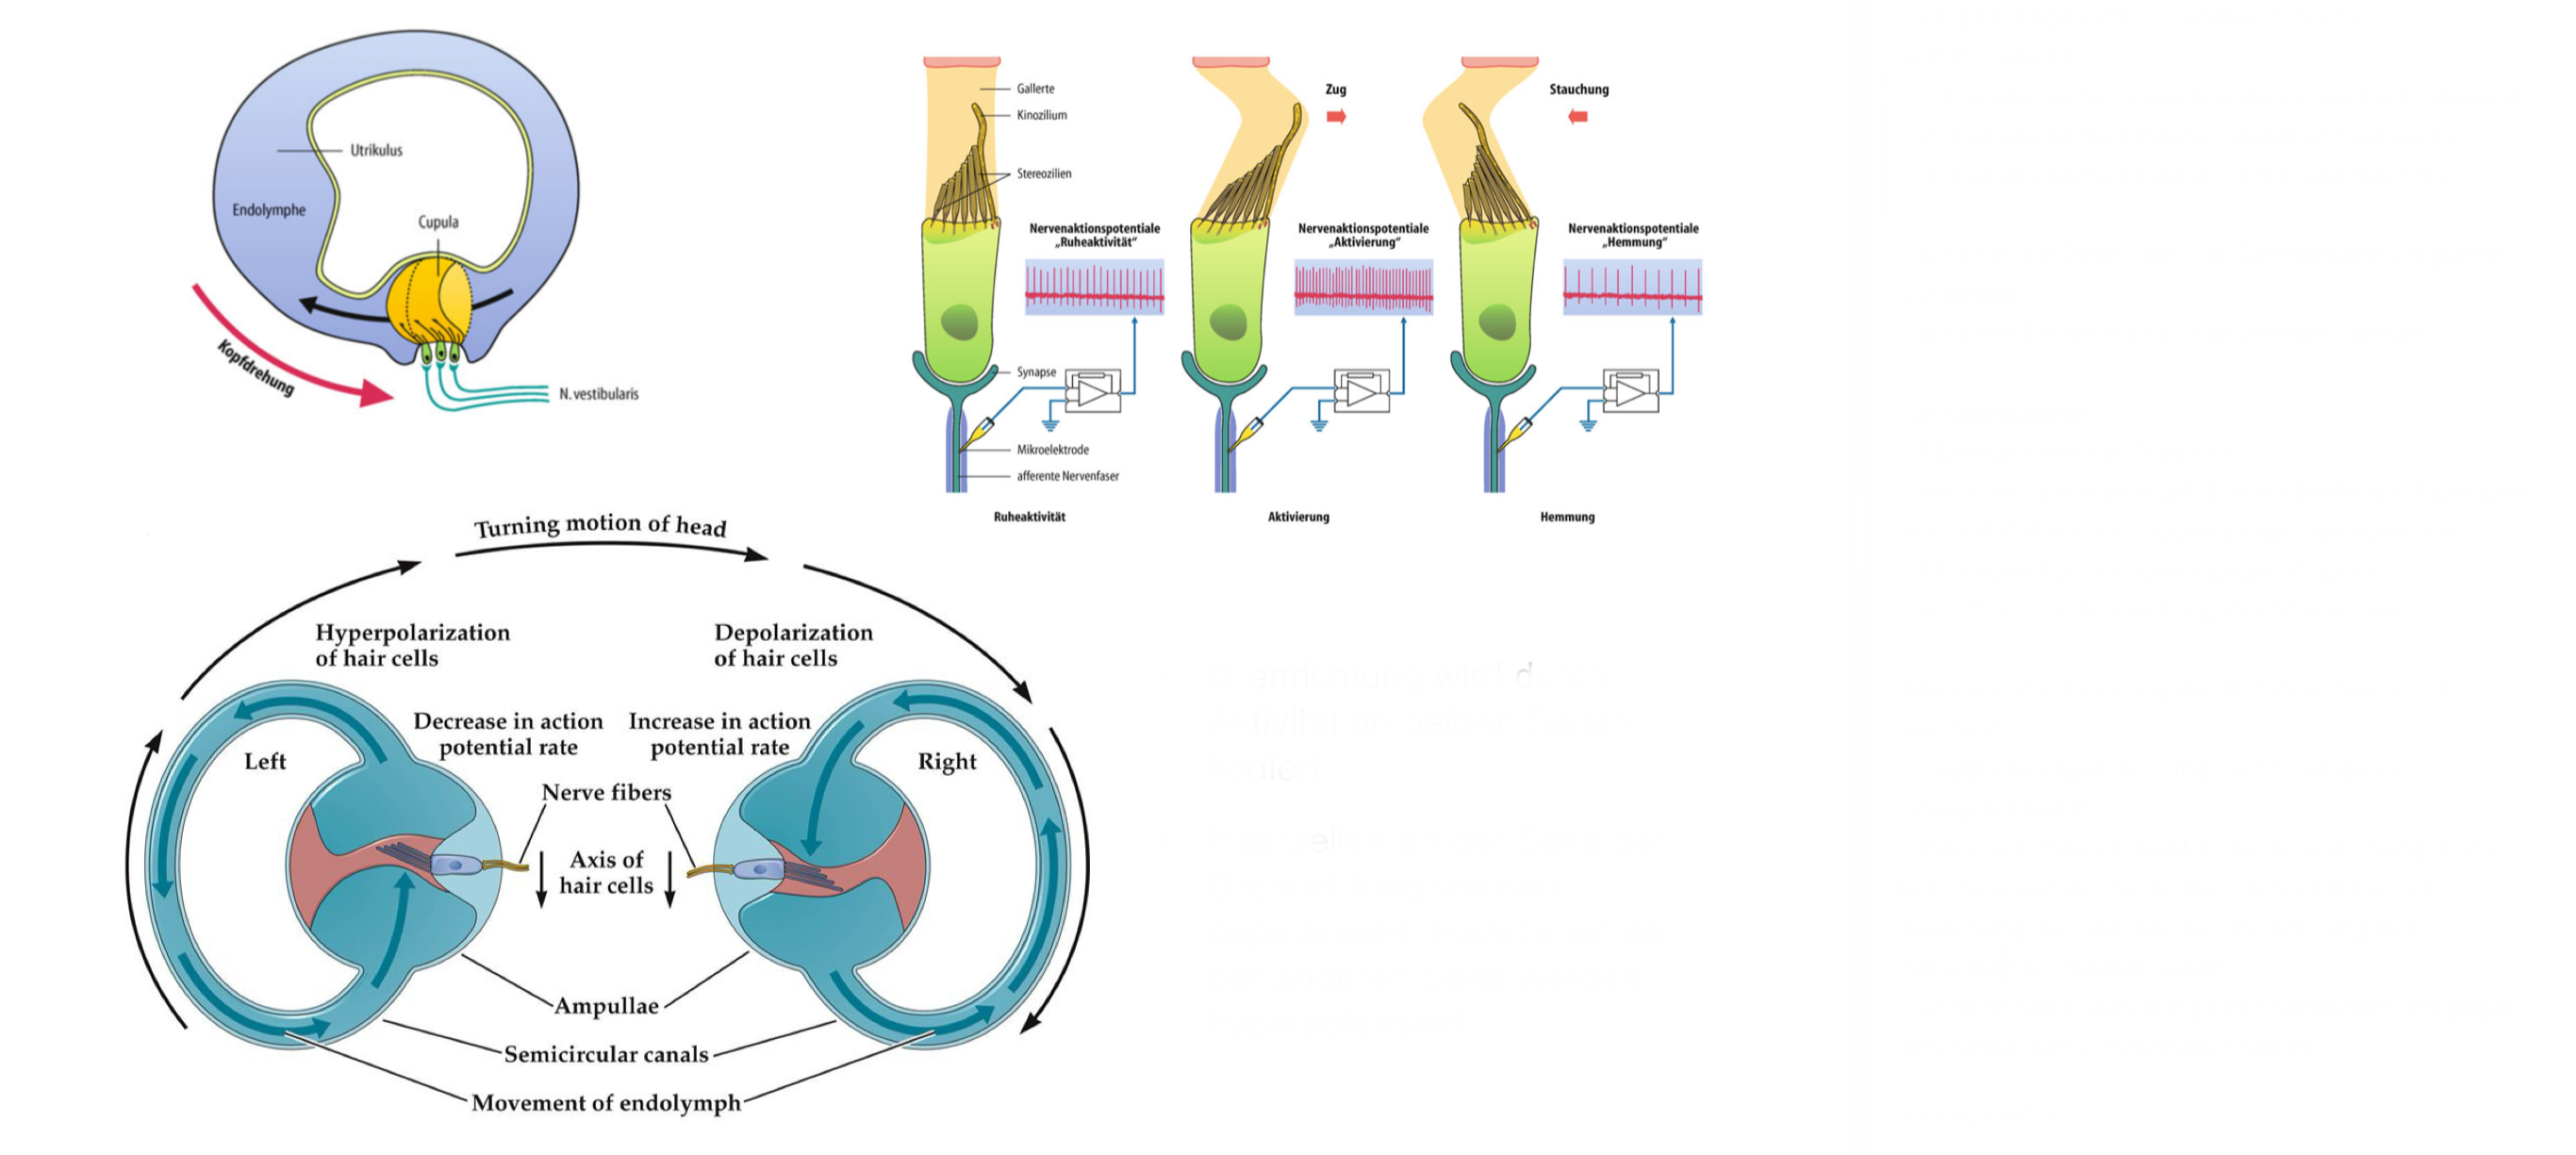 Utrikulus
Endolymphe
Cupula
Kopfdrehung
N. vestibularis
Gallerte
Kinozilium
Stereozilien
Nervenaktionspotentiale
„Ruheaktivität“
Synapse
Mikroelektrode
afferente Nervenfaser
Ruheaktivität
Zug
Nervenaktionspotentiale
„Aktivierung“
Aktivierung
Stauchung
Nervenaktionspotentiale
„Hemmung“
Hemmung
Turning motion of head
Hyperpolarization
of hair cells
Depolarization
of hair cells
Left
Decrease in action
potential rate
Increase in action
potential rate
Right
Nerve fibers
Axis of
hair cells
Ampullae
Semicircular canals
Movement of endolymph